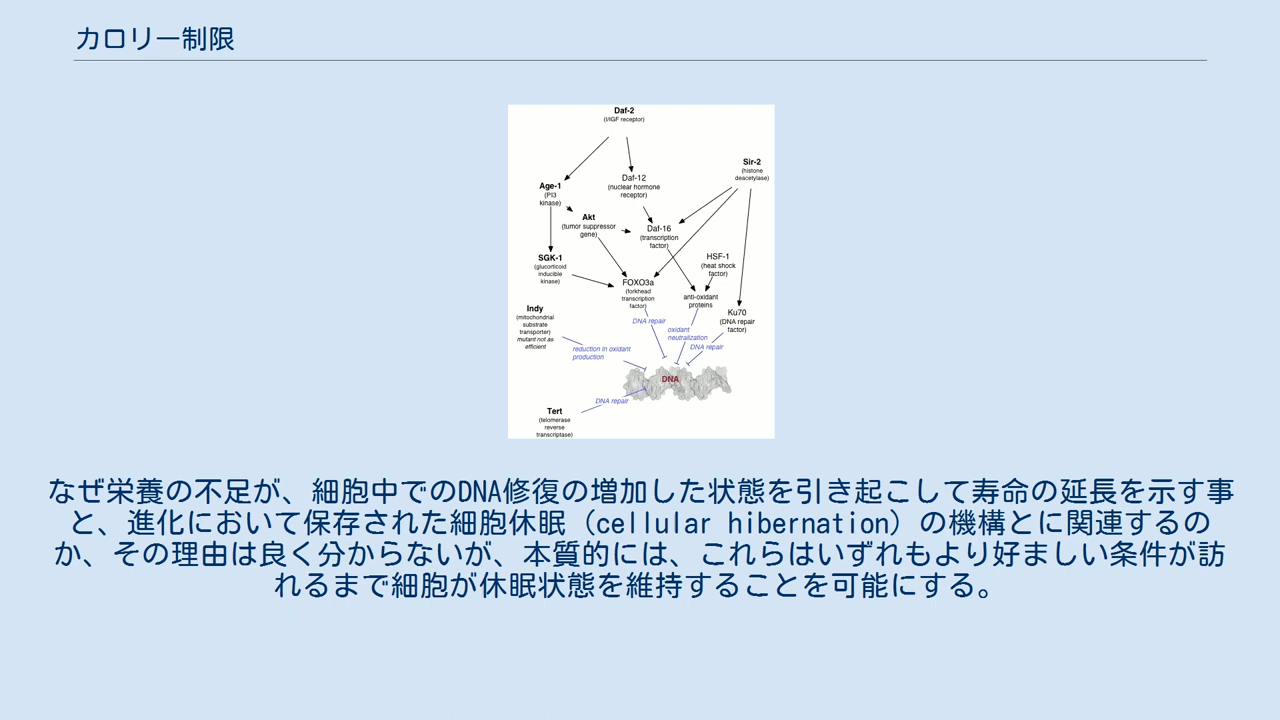 カロリー制限
Daf-2
(I/IGF receptor)
Sir-2
(histone
deacetylase)
Daf-12
(nuclear hormone
receptor)
Age-1
(PI3
kinase)
Akt
(tumor suppressor
gene)
Daf-16
(transcription
factor)
SGK-1
(glucorticoid
inducible
kinase)
HSF-1
(heat shock
factor)
FOXO3a
(forkhead
transcription
factor)
anti-oxidant
proteins
Indy
(mitochondrial
substrate
transporter)
mutant not as
efficient
Ku70
(DNA repair
factor)
DNA repair
oxidant
neutralization
DNA repair
reduction in oxidant
production
DNA
DNA repair
Tert
(telomerase
reverse
transcriptase)
なぜ栄養の不足が、細胞中でのDNA修復の増加した状態を引き起こして寿命の延長を示す事
と、進化において保存された細胞休眠（cellular hibernation）の機構とに関連するの
か、その理由は良く分からないが、本質的には、これらはいずれもより好ましい条件が訪
れるまで細胞が休眠状態を維持することを可能にする。